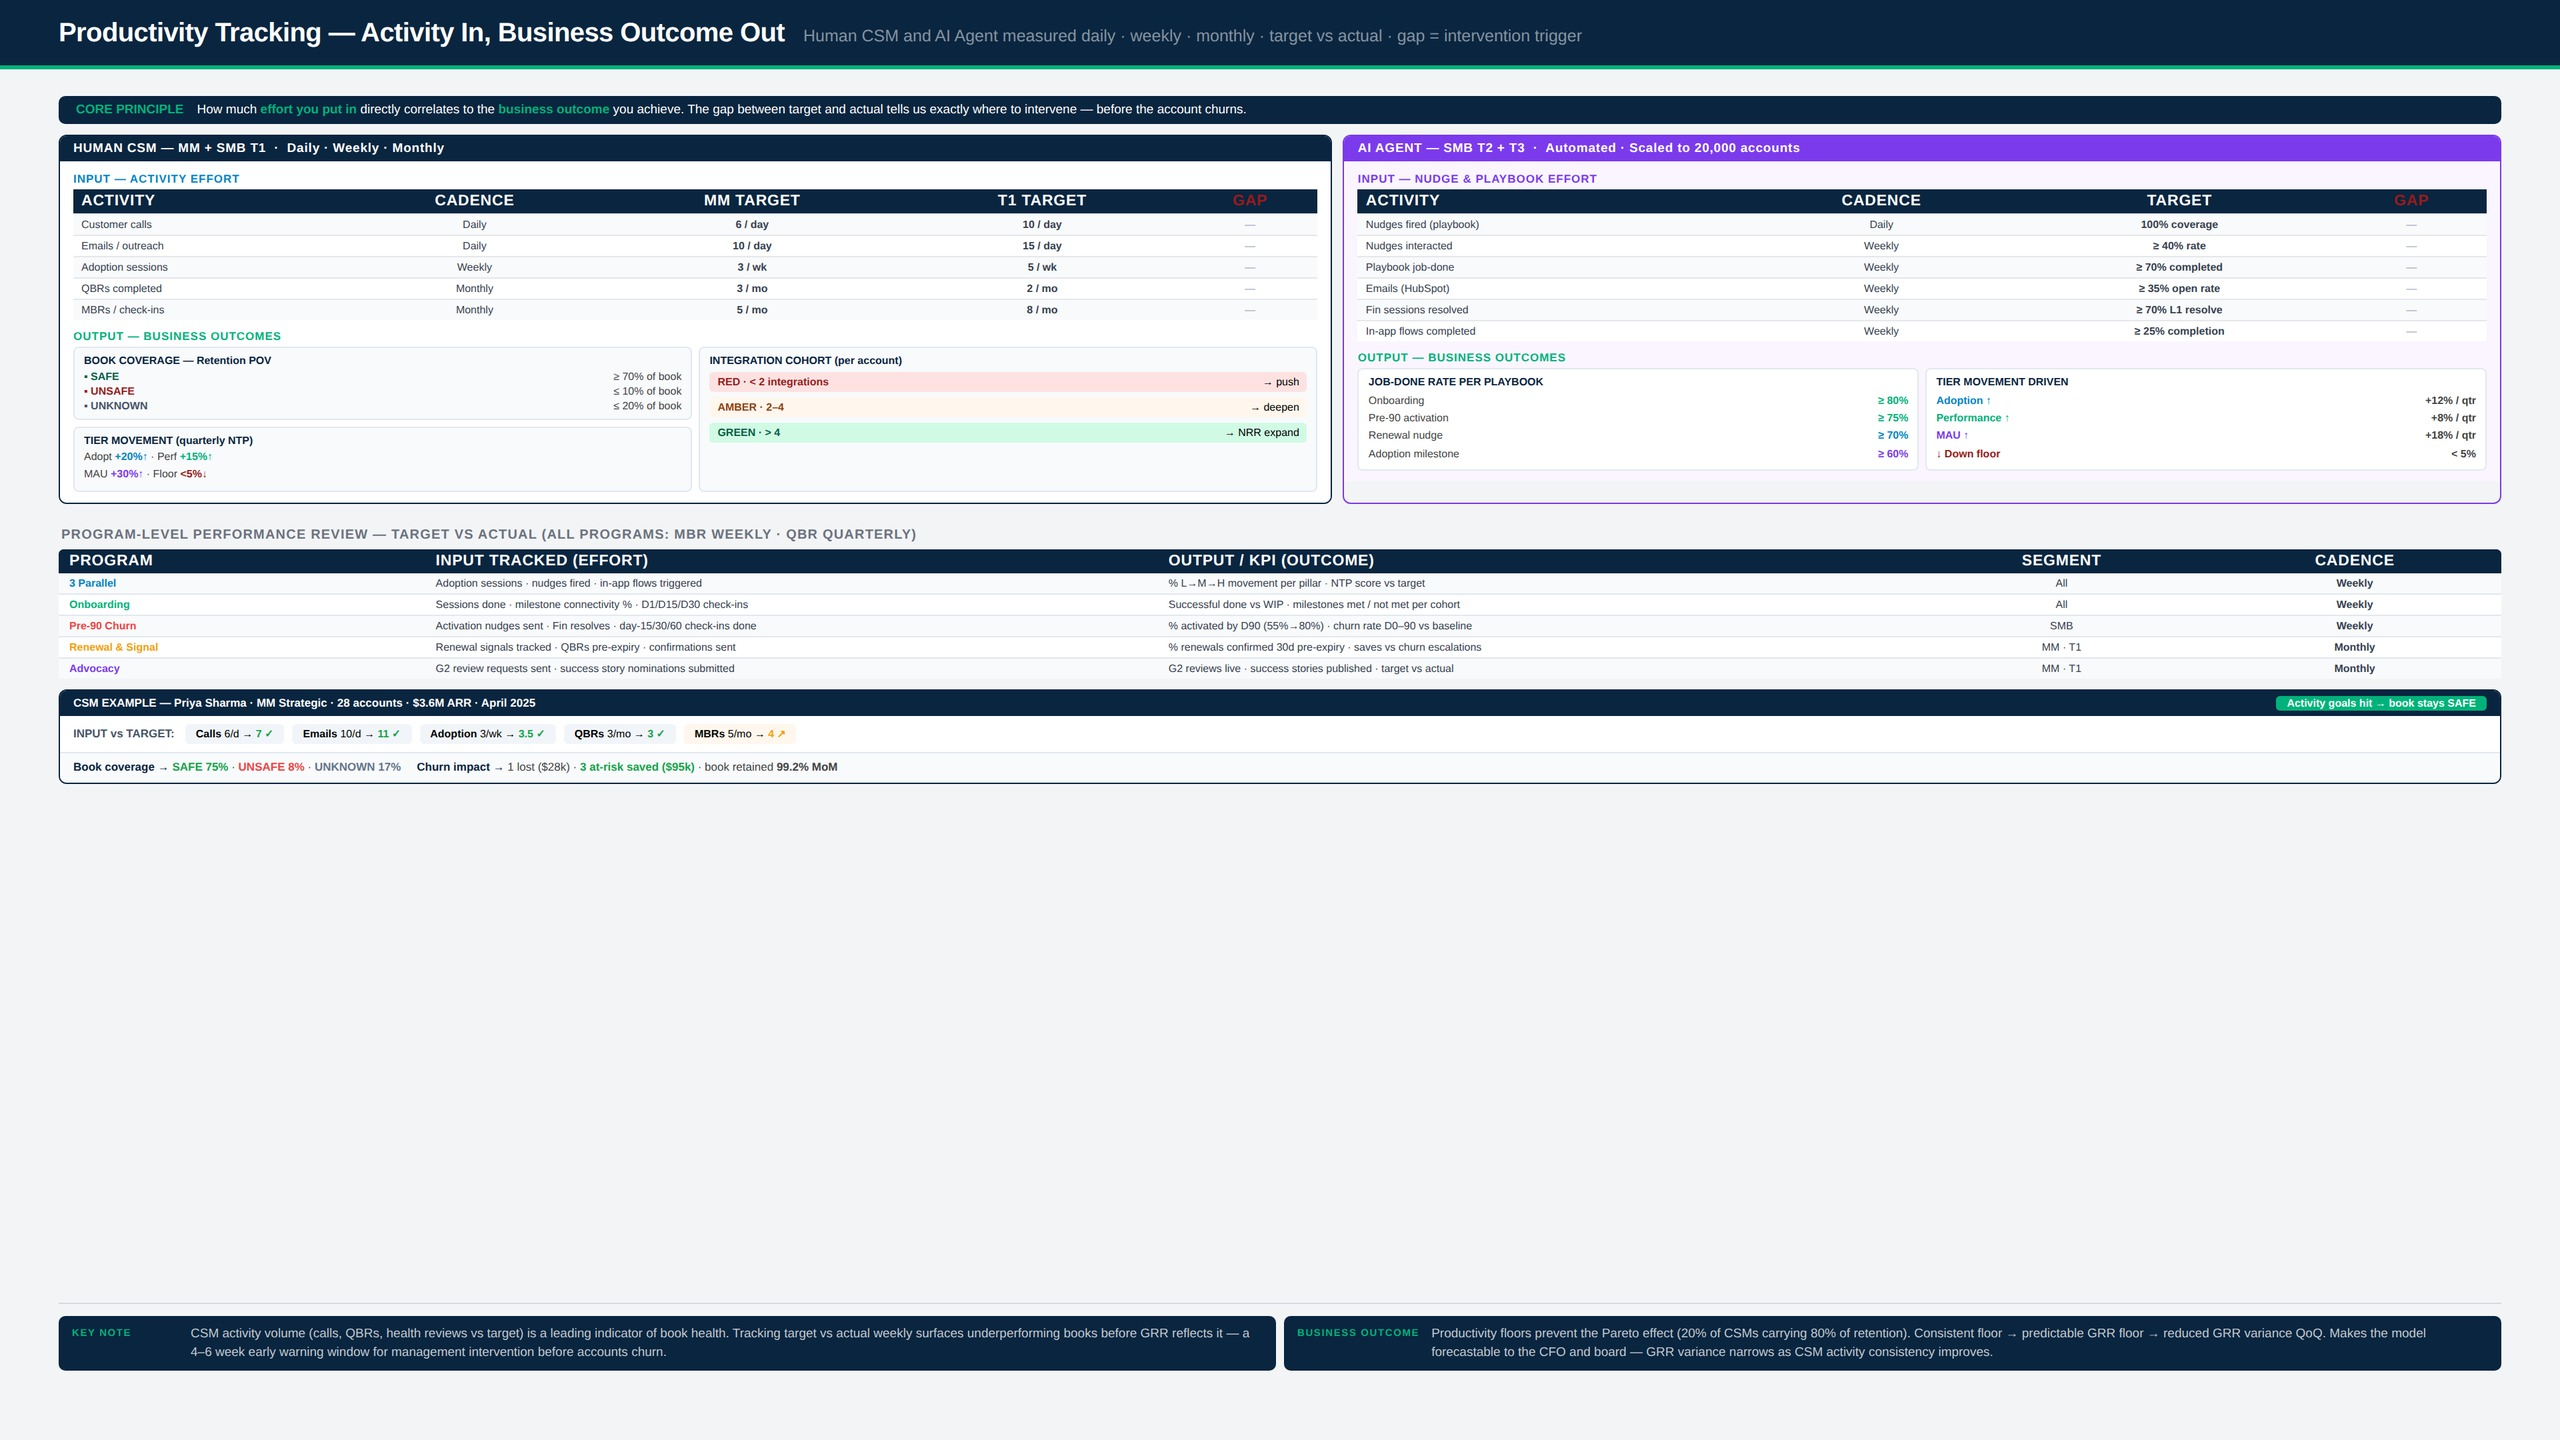 Productivity Tracking — Activity In, Business Outcome Out Human CSM and AI Agent measured daily · weekly · monthly · target vs actual · gap = intervention trigger
CORE PRINCIPLE How much effort you put in directly correlates to the business outcome you achieve. The gap between target and actual tells us exactly where to intervene — before the account churns.
HUMAN CSM — MM + SMB T1 · Daily · Weekly · Monthly
INPUT — ACTIVITY EFFORT
ACTIVITY CADENCE MM TARGET T1 TARGET GAP
Customer calls Daily 6 / day 10 / day —
Emails / outreach Daily 10 / day 15 / day —
Adoption sessions Weekly 3 / wk 5 / wk —
QBRs completed Monthly 3 / mo 2 / mo —
MBRs / check-ins Monthly 5 / mo 8 / mo —
OUTPUT — BUSINESS OUTCOMES
BOOK COVERAGE — Retention POV
▪ SAFE ≥ 70% of book
▪ UNSAFE ≤ 10% of book
▪ UNKNOWN ≤ 20% of book
TIER MOVEMENT (quarterly NTP)
Adopt +20%↑ · Perf +15%↑
MAU +30%↑ · Floor <5%↓
INTEGRATION COHORT (per account)
RED · < 2 integrations → push
AMBER · 2–4 → deepen
GREEN · > 4 → NRR expand
AI AGENT — SMB T2 + T3 · Automated · Scaled to 20,000 accounts
INPUT — NUDGE & PLAYBOOK EFFORT
ACTIVITY CADENCE TARGET GAP
Nudges fired (playbook) Daily 100% coverage —
Nudges interacted Weekly ≥ 40% rate —
Playbook job-done Weekly ≥ 70% completed —
Emails (HubSpot) Weekly ≥ 35% open rate —
Fin sessions resolved Weekly ≥ 70% L1 resolve —
In-app flows completed Weekly ≥ 25% completion —
OUTPUT — BUSINESS OUTCOMES
JOB-DONE RATE PER PLAYBOOK
Onboarding ≥ 80%
Pre-90 activation ≥ 75%
Renewal nudge ≥ 70%
Adoption milestone ≥ 60%
TIER MOVEMENT DRIVEN
Adoption ↑ +12% / qtr
Performance ↑ +8% / qtr
MAU ↑ +18% / qtr
↓ Down floor < 5%
PROGRAM-LEVEL PERFORMANCE REVIEW — TARGET VS ACTUAL (ALL PROGRAMS: MBR WEEKLY · QBR QUARTERLY)
PROGRAM INPUT TRACKED (EFFORT) OUTPUT / KPI (OUTCOME) SEGMENT CADENCE
3 Parallel Adoption sessions · nudges fired · in-app flows triggered % L→M→H movement per pillar · NTP score vs target All Weekly
Onboarding Sessions done · milestone connectivity % · D1/D15/D30 check-ins Successful done vs WIP · milestones met / not met per cohort All Weekly
Pre-90 Churn Activation nudges sent · Fin resolves · day-15/30/60 check-ins done % activated by D90 (55%→80%) · churn rate D0–90 vs baseline SMB Weekly
Renewal & Signal Renewal signals tracked · QBRs pre-expiry · confirmations sent % renewals confirmed 30d pre-expiry · saves vs churn escalations MM · T1 Monthly
Advocacy G2 review requests sent · success story nominations submitted G2 reviews live · success stories published · target vs actual MM · T1 Monthly
CSM EXAMPLE — Priya Sharma · MM Strategic · 28 accounts · $3.6M ARR · April 2025 Activity goals hit → book stays SAFE
INPUT vs TARGET: Calls 6/d → 7 ✓ Emails 10/d → 11 ✓ Adoption 3/wk → 3.5 ✓ QBRs 3/mo → 3 ✓ MBRs 5/mo → 4 ↗
Book coverage → SAFE 75% · UNSAFE 8% · UNKNOWN 17% Churn impact → 1 lost ($28k) · 3 at-risk saved ($95k) · book retained 99.2% MoM
KEY NOTE CSM activity volume (calls, QBRs, health reviews vs target) is a leading indicator of book health. Tracking target vs actual weekly surfaces underperforming books before GRR reflects it — a
4–6 week early warning window for management intervention before accounts churn.
BUSINESS OUTCOME Productivity floors prevent the Pareto effect (20% of CSMs carrying 80% of retention). Consistent floor → predictable GRR floor → reduced GRR variance QoQ. Makes the model
forecastable to the CFO and board — GRR variance narrows as CSM activity consistency improves.